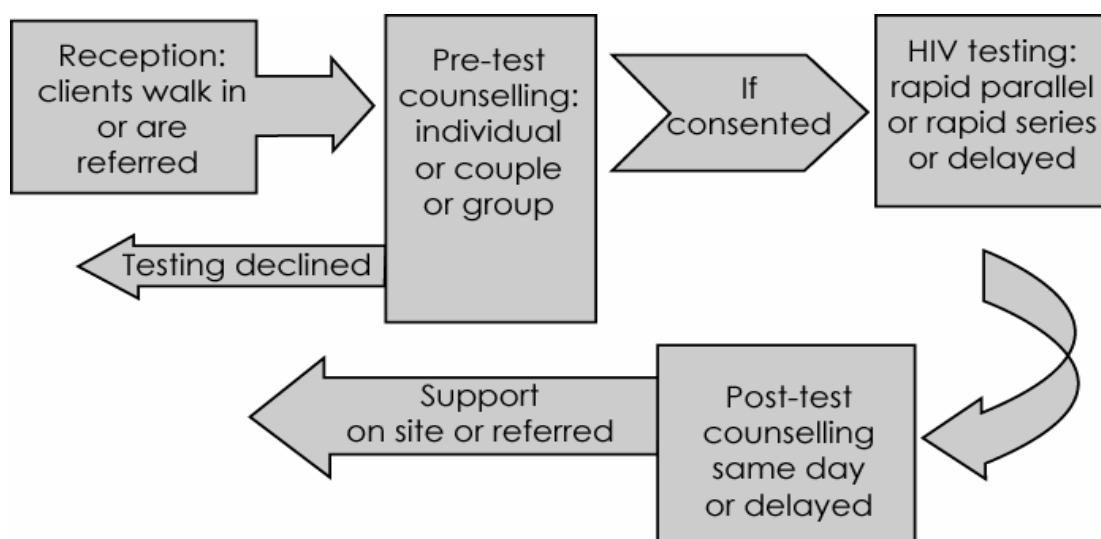 Reception:
clients walk in
or are
referred
Pre-test
counselling:
individual
or couple
or group
If
consented
HIV testing:
rapid parallel
or rapid series
or delayed
Testing declined
Support
on site or referred
Post-test
counselling
same day
or delayed